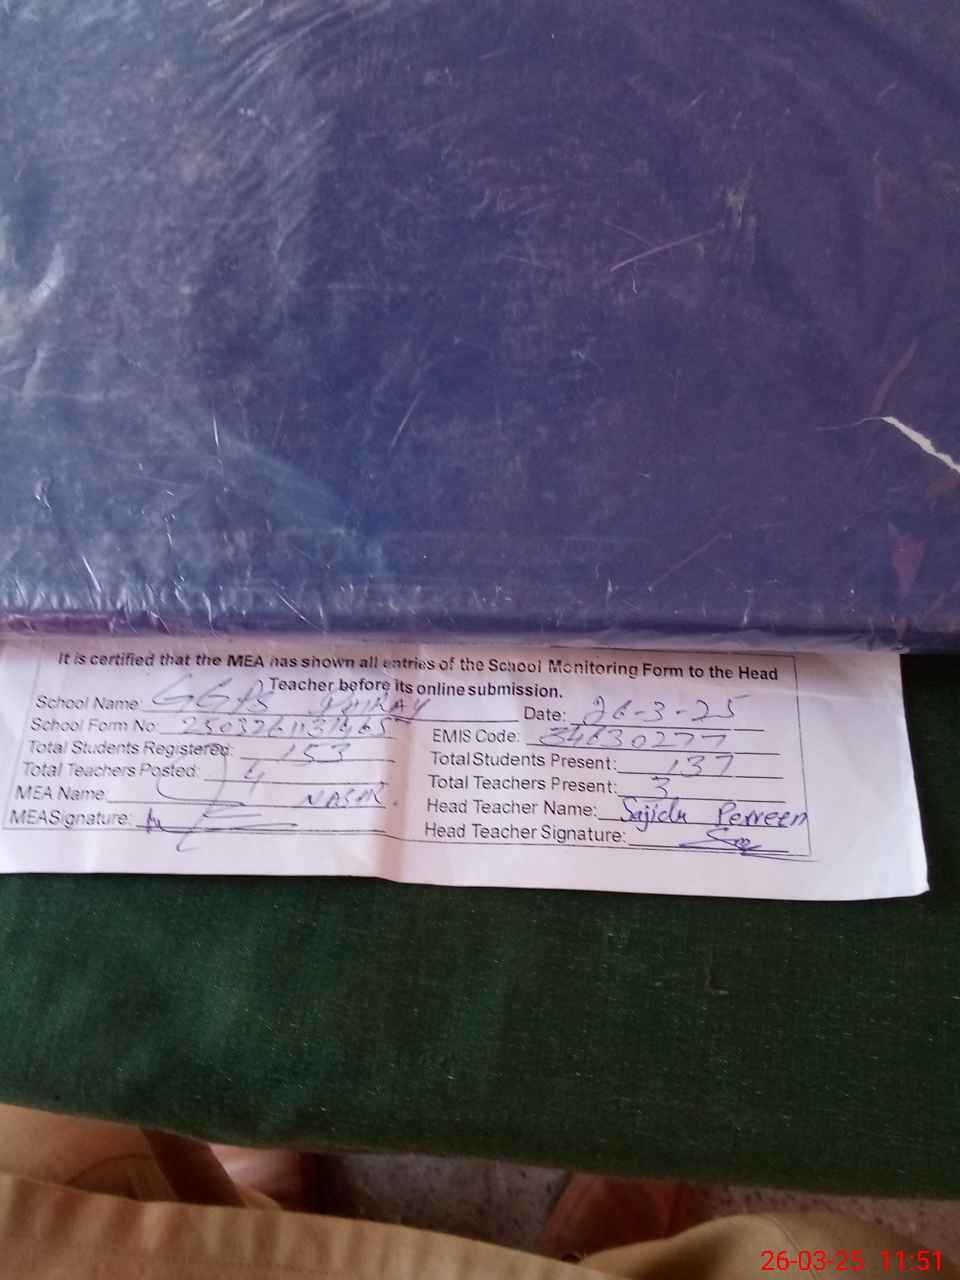 It is certified that the MEA has shown all entries of the School Monitoring Form to the Head
Teacher before its online submission.
School Name: GGPS
Date: 26-3-25
School Form No:
EMIS Code: 34630277
Total Students Registered: 153
Total Students Present: 137
Total Teachers Posted: 4
Total Teachers Present: 3
MEA Name: NASAR.
Head Teacher Name: Sajida Perveen
MEA Signature:
Head Teacher Signature:
26-03-25 11:51